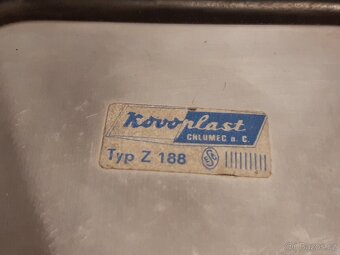 Kovoplast
CHLUMEC n. C.
Typ Z 188